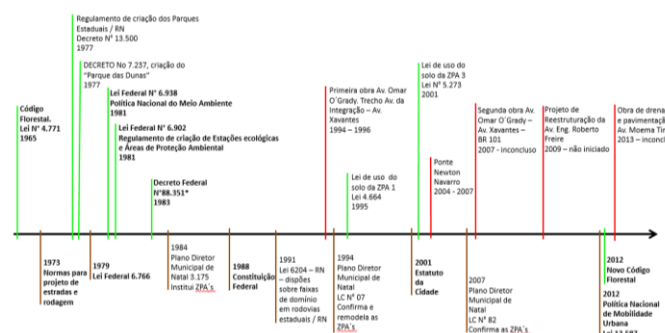 Regulamento de criação dos Parques
Estaduais / RN
Decreto N° 13.500
1977
DECRETO No 7.237, criação do
"Parque das Dunas"
1977
Código
Florestal.
Lei N° 4.771
1965
Lei Federal N° 6.938
Política Nacional do Meio Ambiente
1981
Lei Federal N° 6.902
Regulamento de criação de Estações ecológicas
e Áreas de Proteção Ambiental
1981
Decreto Federal
N°88.351*
1983
Primeira obra Av. Omar
O´Grady. Trecho Av. da
Integração – Av.
Xavantes
1994 – 1996
Lei de uso do
solo da ZPA 1
Lei 4.664
1995
Lei de uso do
solo da ZPA 3
Lei N° 5.273
2001
Ponte
Newton
Navarro
2004 - 2007
Segunda obra Av.
Omar O´Grady –
Av. Xavantes –
BR 101
2007 - inconcluso
Projeto de
Reestruturação da
Av. Eng. Roberto
Freire
2009 – não iniciado
Obra de drena
e pavimentaçã
Av. Moema Tin
2013 – inconcl
1973
Normas para
projeto de
estradas e
rodagem
1979
Lei Federal 6.766
1984
Plano Diretor
Municipal de
Natal 3.175
Institui ZPA´s
1988
Constituição
Federal
1991
Lei 6204 – RN
- dispões
sobre faixas
de domínio
em rodovias
estaduais / RN
1994
Plano Diretor
Municipal de
Natal
LC N° 07
Confirma e
remodela as
ZPA´s
2001
Estatuto
da
Cidade
2007
Plano Diretor
Municipal de
Natal
LC N° 82
Confirma as ZPA´s
2012
Novo Código
Florestal
2012
Política Nacional
de Mobilidade
Urbana